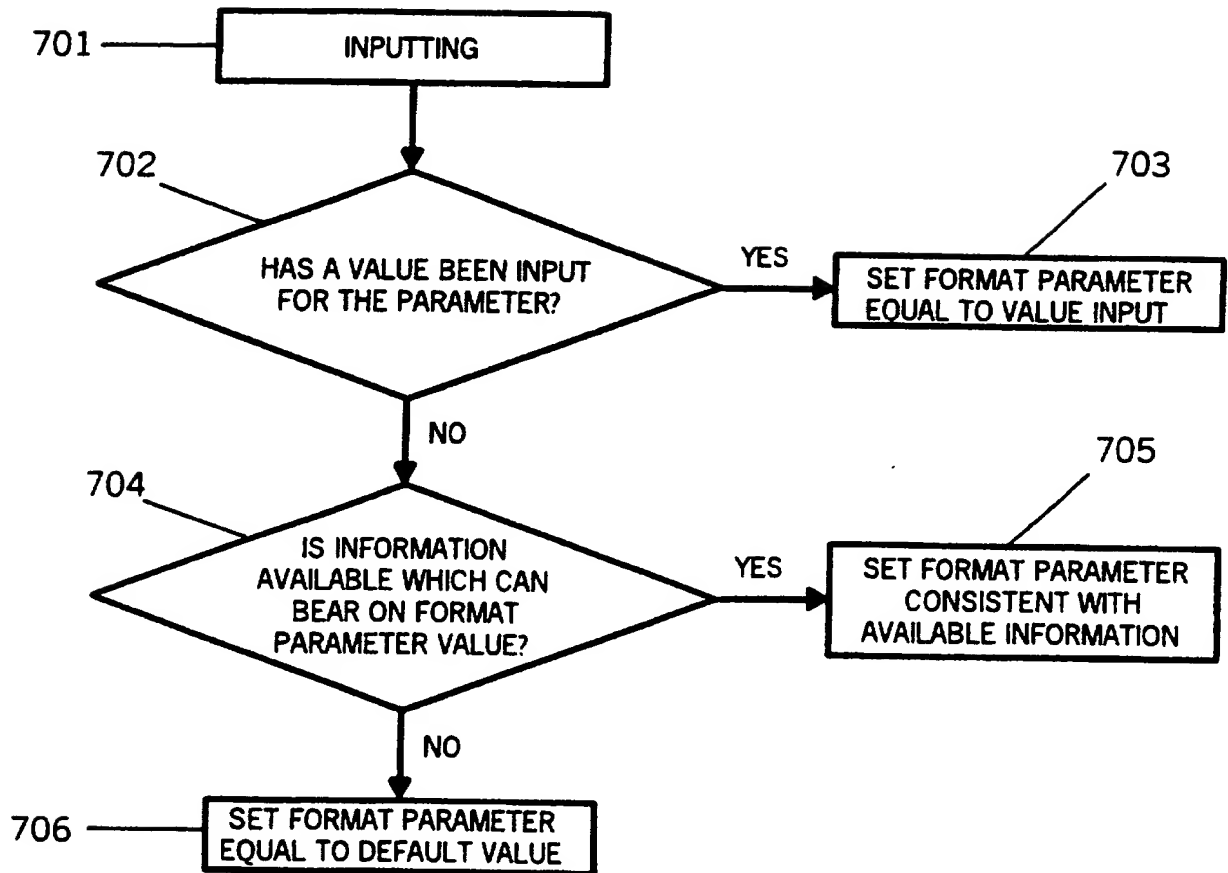 701
INPUTTING
702
HAS A VALUE BEEN INPUT
FOR THE PARAMETER?
YES
703
SET FORMAT PARAMETER
EQUAL TO VALUE INPUT
NO
704
IS INFORMATION
AVAILABLE WHICH CAN
BEAR ON FORMAT
PARAMETER VALUE?
YES
705
SET FORMAT PARAMETER
CONSISTENT WITH
AVAILABLE INFORMATION
NO
706
SET FORMAT PARAMETER
EQUAL TO DEFAULT VALUE